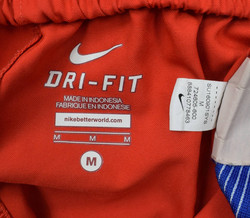 DRI-FIT
MADE IN INDONESIA
FABRIQUÉ EN INDONÉSIE
nikebetterworld.com
M M M
M
M